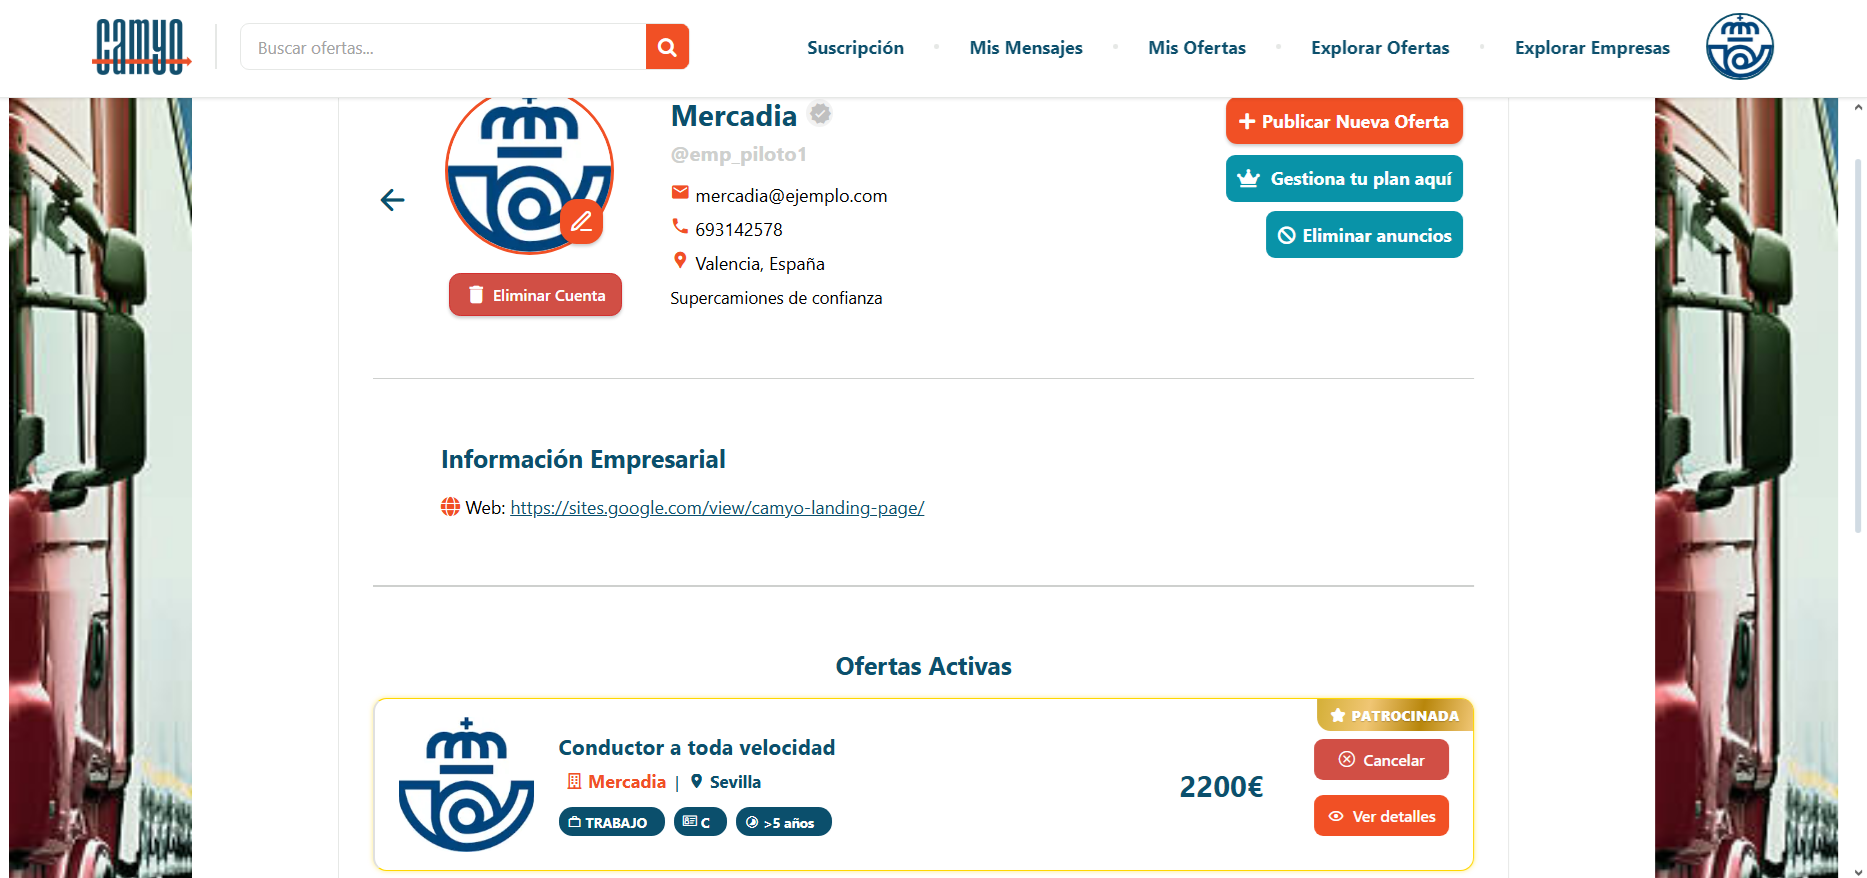 camyo
Buscar ofertas...
Suscripción
Mis Mensajes
Mis Ofertas
Explorar Ofertas
Explorar Empresas
Mercadia
@emp_piloto1
mercadia@ejemplo.com
693142578
Valencia, España
Supercamiones de confianza
Eliminar Cuenta
Publicar Nueva Oferta
Gestiona tu plan aquí
Eliminar anuncios
Información Empresarial
Web: https://sites.google.com/view/camyo-landing-page/
Ofertas Activas
PATROCINADA
Conductor a toda velocidad
Mercadia | Sevilla
TRABAJO C >5 años
2200€
Cancelar
Ver detalles